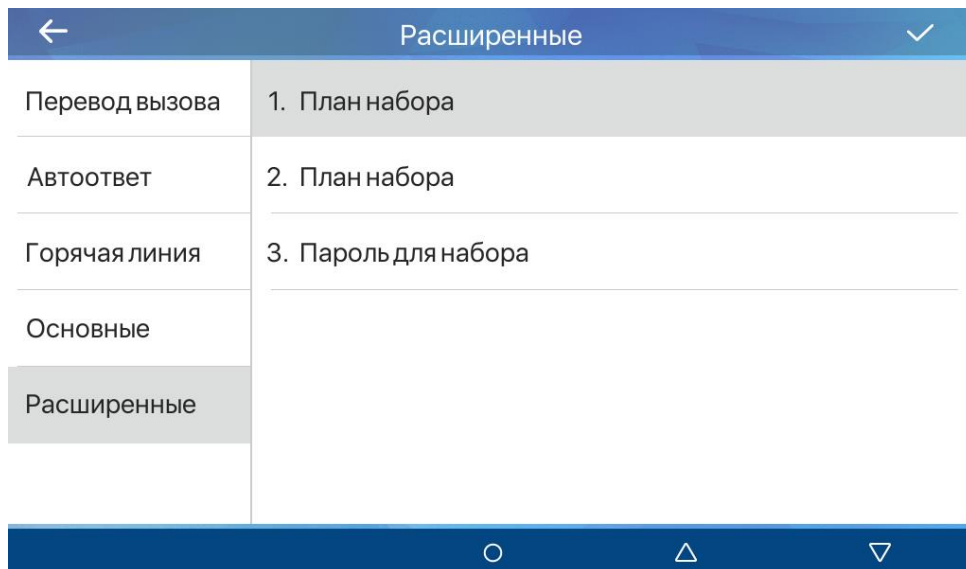 Расширенные
Перевод вызова
Автоответ
Горячая линия
Основные
Расширенные
1. План набора
2. План набора
3. Пароль для набора